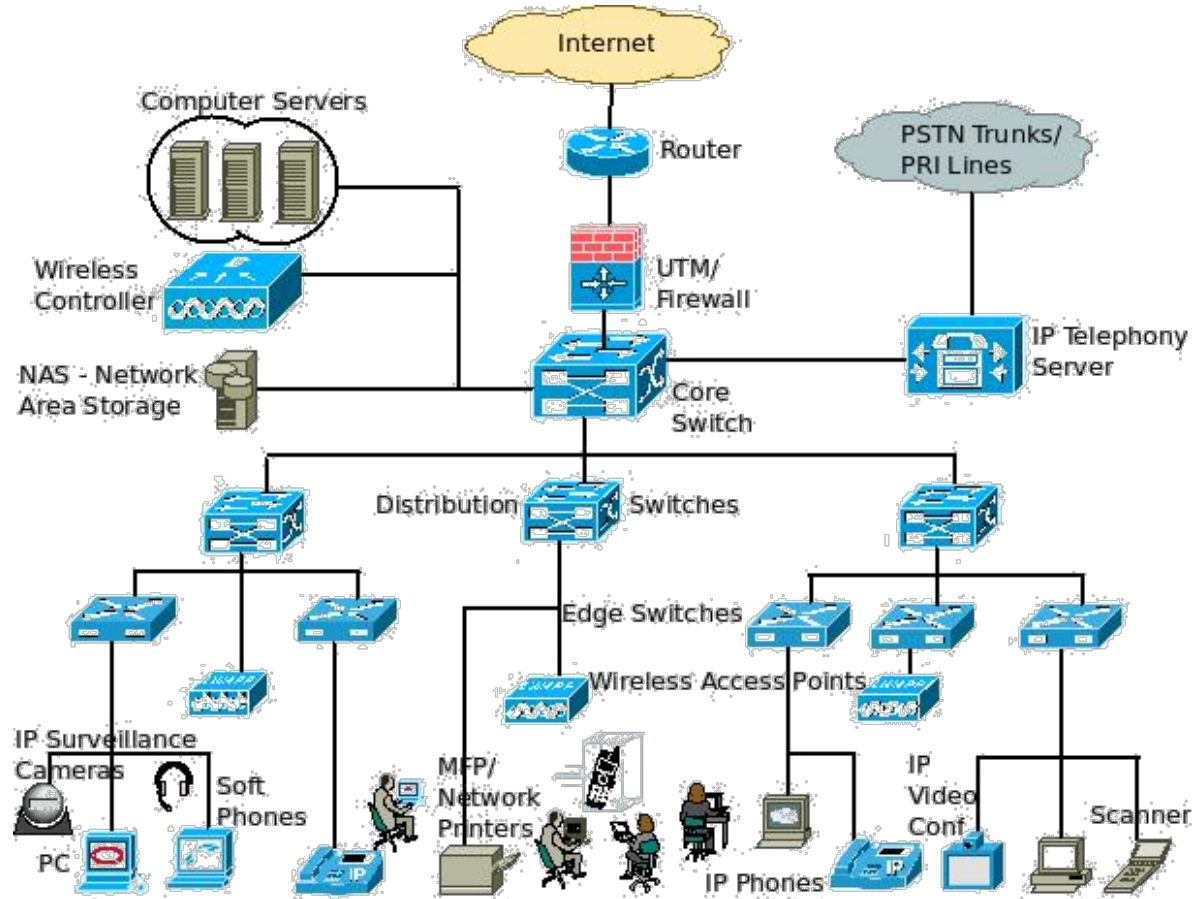 Internet
Computer Servers
Router
PSTN Trunks/
PRI Lines
Wireless
Controller
UTM/
Firewall
IP Telephony
Server
NAS - Network
Area Storage
Core
Switch
Distribution
Switches
Edge Switches
Wireless Access Points
IP Surveillance
Cameras
Soft
Phones
MFP/
Network
Printers
IP
Video
Conf
Scanner
PC
IP
IP Phones
IP